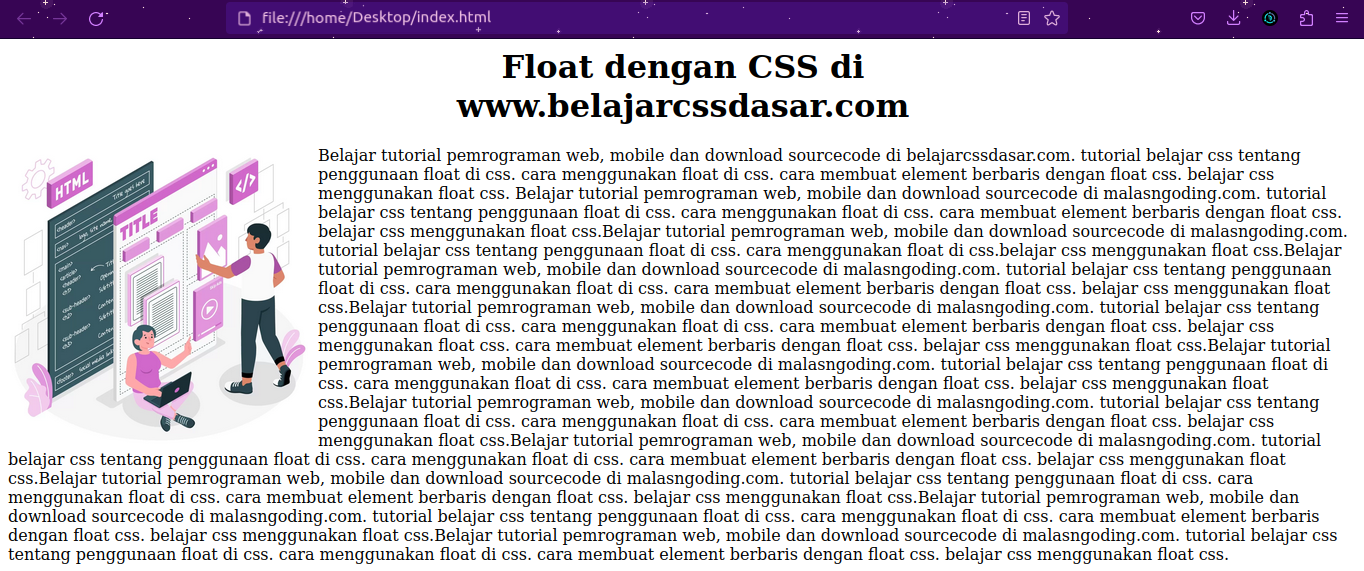 file:///home/Desktop/index.html
Float dengan CSS di
www.belajarcssdasar.com
HTML
TITLE
</>
Belajar tutorial pemrograman web, mobile dan download sourcecode di belajarcssdasar.com. tutorial belajar css tentang
penggunaan float di css. cara menggunakan float di css. cara membuat element berbaris dengan float css. belajar css
menggunakan float css. Belajar tutorial pemrograman web, mobile dan download sourcecode di malasngoding.com. tutorial
belajar css tentang penggunaan float di css. cara menggunakan float di css. cara membuat element berbaris dengan float css.
belajar css menggunakan float css.Belajar tutorial pemrograman web, mobile dan download sourcecode di malasngoding.com.
tutorial belajar css tentang penggunaan float di css. cara menggunakan float di css.belajar css menggunakan float css.Belajar
tutorial pemrograman web, mobile dan download sourcecode di malasngoding.com. tutorial belajar css tentang penggunaan
float di css. cara menggunakan float di css. cara membuat element berbaris dengan float css. belajar css menggunakan float
css.Belajar tutorial pemrograman web, mobile dan download sourcecode di malasngoding.com. tutorial belajar css tentang
penggunaan float di css. cara menggunakan float di css. cara membuat element berbaris dengan float css. belajar css
menggunakan float css. cara membuat element berbaris dengan float css. belajar css menggunakan float css.Belajar tutorial
pemrograman web, mobile dan download sourcecode di malasngoding.com. tutorial belajar css tentang penggunaan float di
css. cara menggunakan float di css. cara membuat element berbaris dengan float css. belajar css menggunakan float
css.Belajar tutorial pemrograman web, mobile dan download sourcecode di malasngoding.com. tutorial belajar css tentang
penggunaan float di css. cara menggunakan float di css. cara membuat element berbaris dengan float css. belajar css
menggunakan float css.Belajar tutorial pemrograman web, mobile dan download sourcecode di malasngoding.com. tutorial
belajar css tentang penggunaan float di css. cara menggunakan float di css. cara membuat element berbaris dengan float css. belajar css menggunakan float
css.Belajar tutorial pemrograman web, mobile dan download sourcecode di malasngoding.com. tutorial belajar css tentang penggunaan float di css. cara
menggunakan float di css. cara membuat element berbaris dengan float css. belajar css menggunakan float css.Belajar tutorial pemrograman web, mobile dan
download sourcecode di malasngoding.com. tutorial belajar css tentang penggunaan float di css. cara menggunakan float di css. cara membuat element berbaris
dengan float css. belajar css menggunakan float css.Belajar tutorial pemrograman web, mobile dan download sourcecode di malasngoding.com. tutorial belajar css
tentang penggunaan float di css. cara menggunakan float di css. cara membuat element berbaris dengan float css. belajar css menggunakan float css.